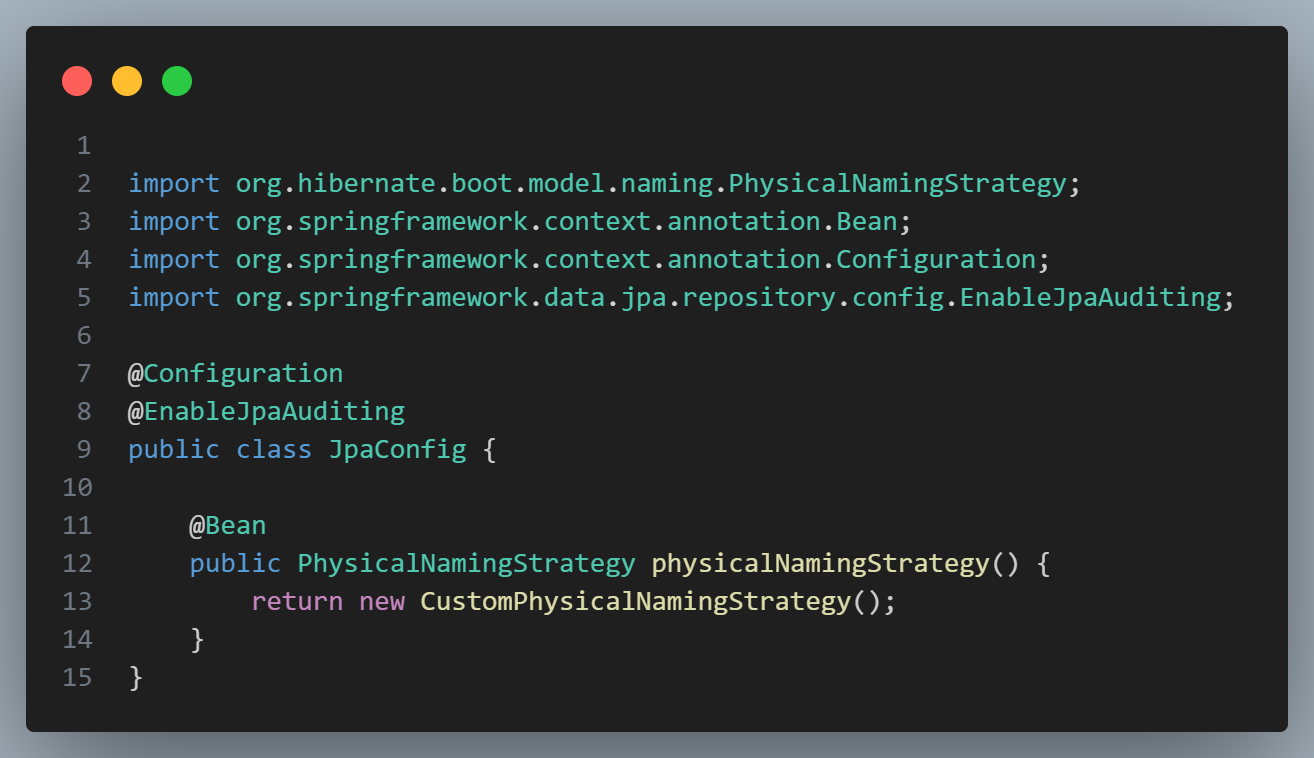 1
2 import org.hibernate.boot.model.naming.PhysicalNamingStrategy;
3 import org.springframework.context.annotation.Bean;
4 import org.springframework.context.annotation.Configuration;
5 import org.springframework.data.jpa.repository.config.EnableJpaAuditing;
6
7 @Configuration
8 @EnableJpaAuditing
9 public class JpaConfig {
10
11     @Bean
12     public PhysicalNamingStrategy physicalNamingStrategy() {
13         return new CustomPhysicalNamingStrategy();
14     }
15 }